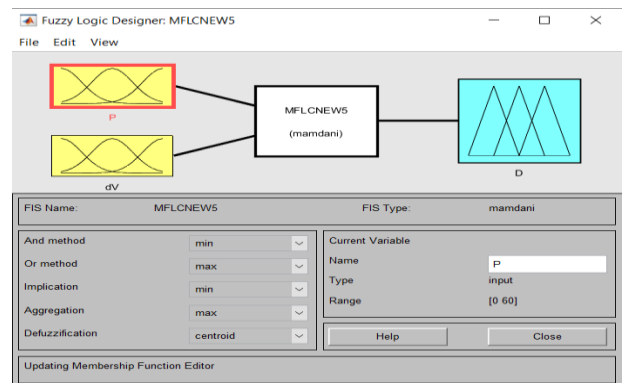 Fuzzy Logic Designer: MFLCNEW5
File Edit View
P
dV
MFLCNEW5
(mamdani)
D
FIS Name: MFLCNEW5 FIS Type: mamdani
And method min
Or method max
Implication min
Aggregation max
Defuzzification centroid
Current Variable
Name P
Type input
Range [0 60]
Help Close
Updating Membership Function Editor